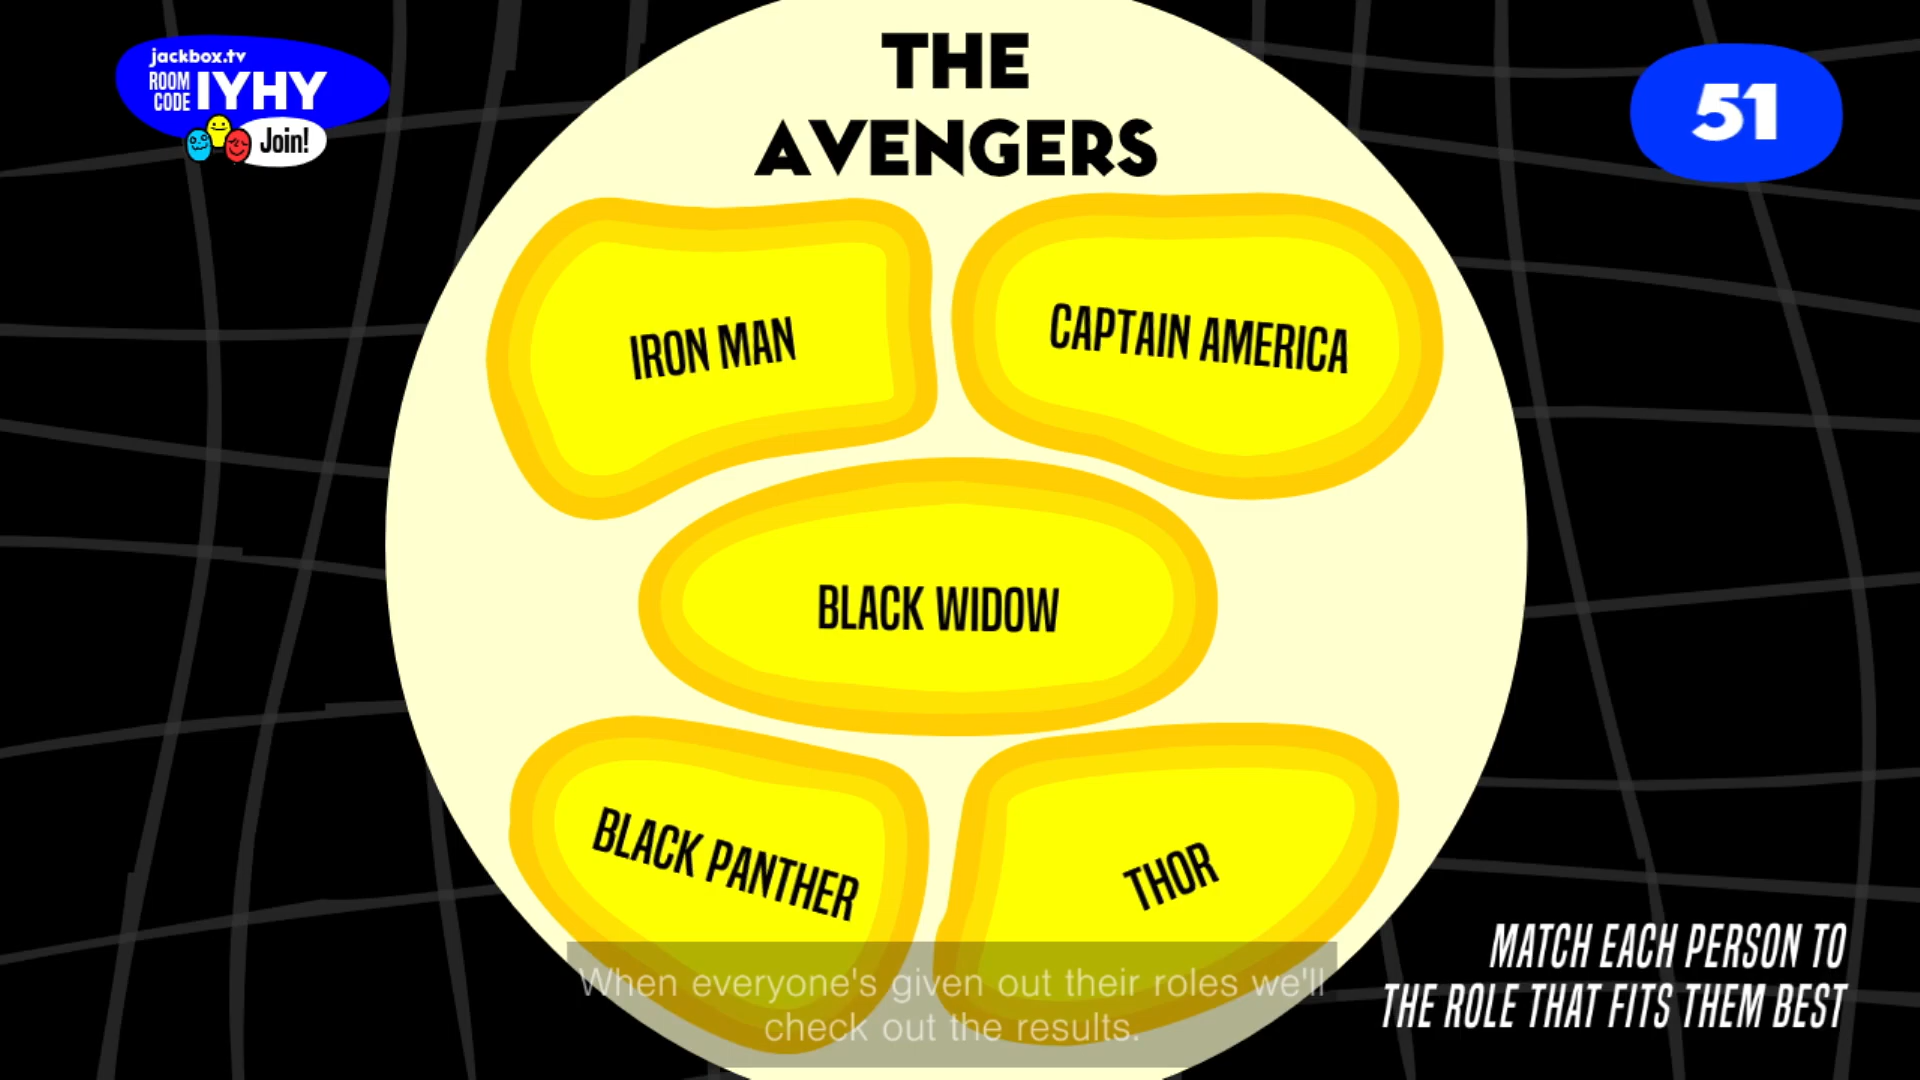 jackbox.tv
ROOM CODE IYHY
Join!
THE
AVENGERS
51
IRON MAN
CAPTAIN AMERICA
BLACK WIDOW
BLACK PANTHER
THOR
When everyone's given out their roles we'll
check out the results.
MATCH EACH PERSON TO
THE ROLE THAT FITS THEM BEST